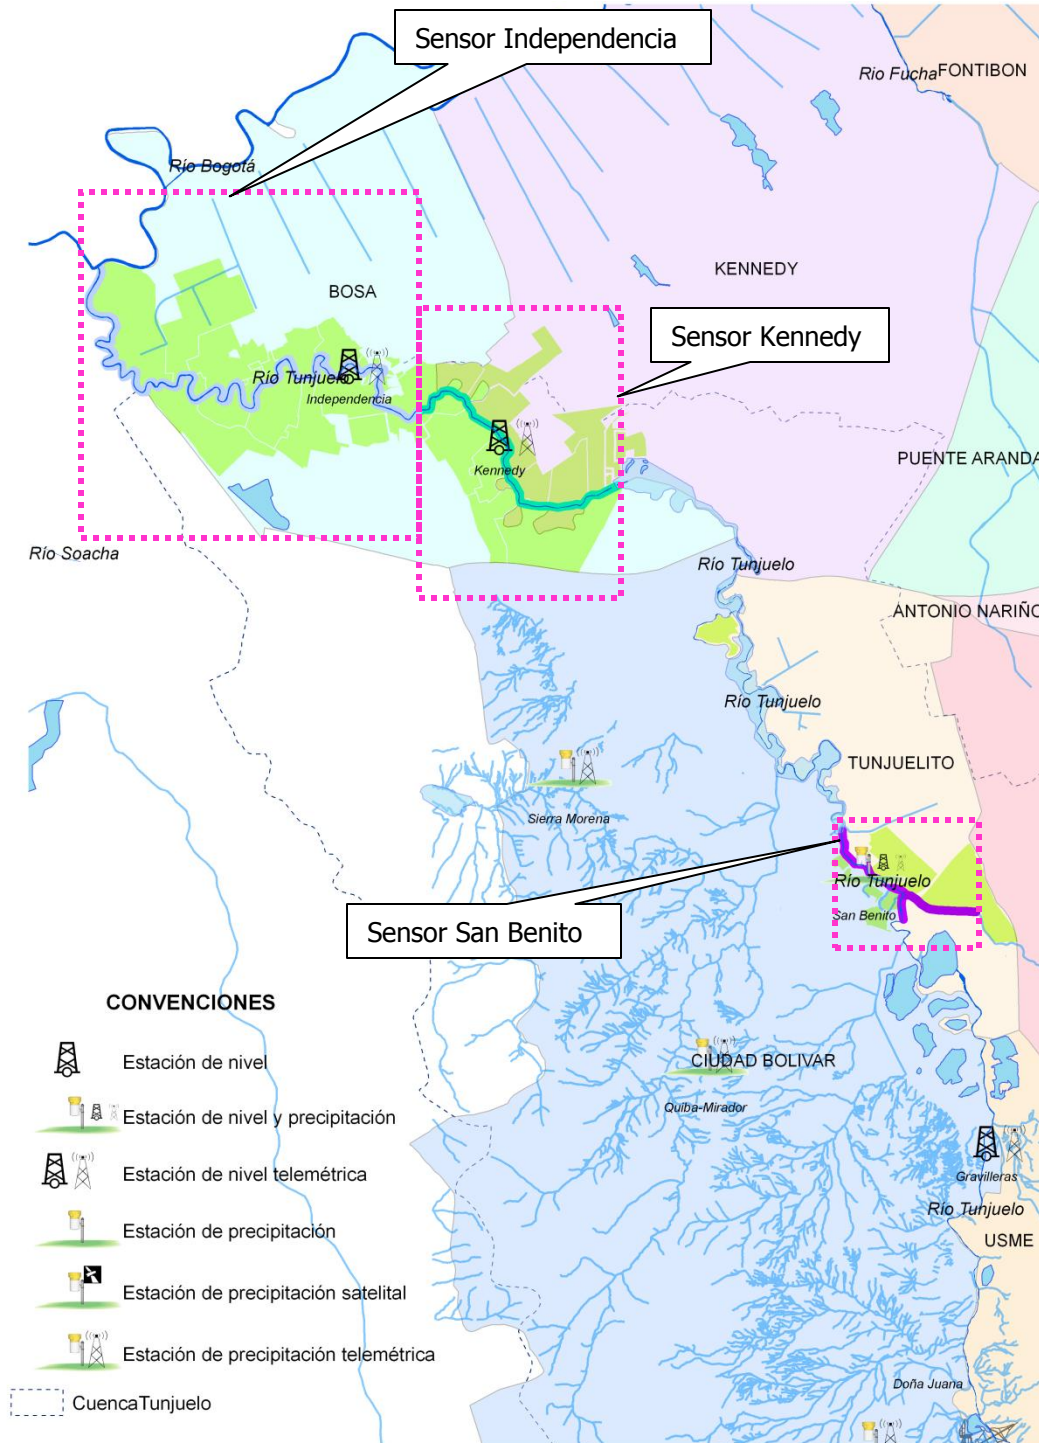 Sensor Independencia
Rio Fucha
FONTIBON
Río Bogotá
KENNEDY
BOSA
Sensor Kennedy
Río Tunjuelo
Independencia
Kennedy
PUENTE ARANDA
Río Soacha
Río Tunjuelo
ANTONIO NARIÑO
Río Tunjuelo
TUNJUELITO
Sierra Morena
Río Tunjuelo
San Benito
Sensor San Benito
CONVENCIONES
Estación de nivel
Estación de nivel y precipitación
Estación de nivel telemétrica
Estación de precipitación
Estación de precipitación satelital
Estación de precipitación telemétrica
CuencaTunjuelo
CIUDAD BOLIVAR
Quiba-Mirador
Gravilleras
Río Tunjuelo
USME
Doña Juana